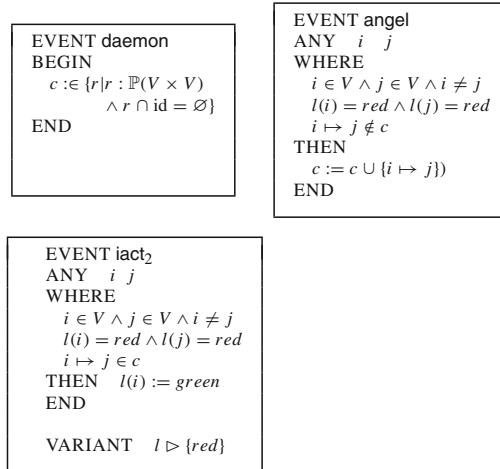 EVENT daemon
BEGIN
c :∈ {r|r : ℙ(V × V)
∧ r ∩ id = ∅}
END
EVENT angel
ANY i j
WHERE
i ∈ V ∧ j ∈ V ∧ i ≠ j
l(i) = red ∧ l(j) = red
i ↦ j ∉ c
THEN
c := c ∪ {i ↦ j})
END
EVENT iact₂
ANY i j
WHERE
i ∈ V ∧ j ∈ V ∧ i ≠ j
l(i) = red ∧ l(j) = red
i ↦ j ∈ c
THEN l(i) := green
END
VARIANT l ▷ {red}